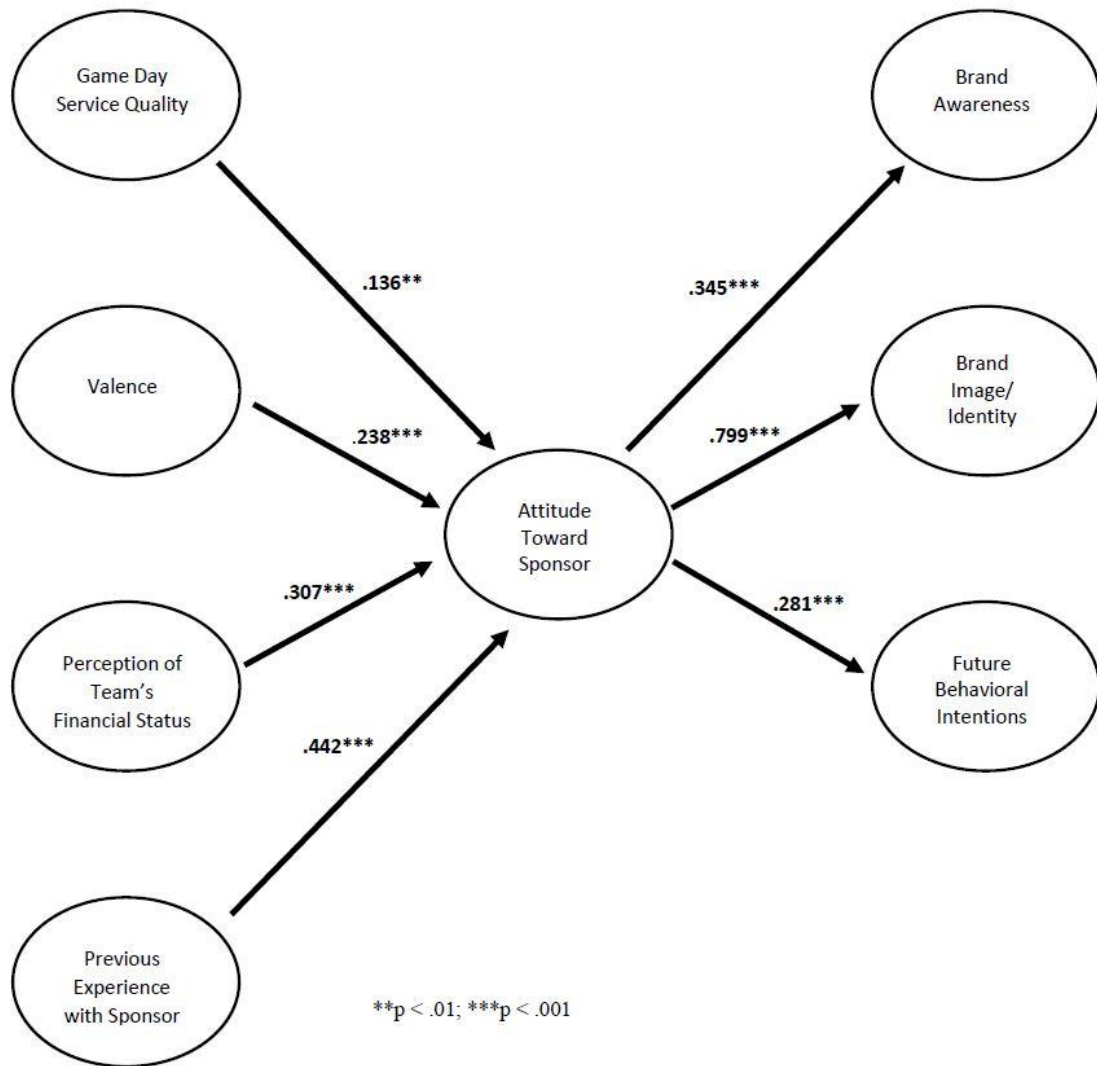 Game Day
Service Quality
Brand
Awareness
.136**
.345***
Valence
Brand
Image/
Identity
.238***
.799***
Attitude
Toward
Sponsor
.307***
.281***
Perception of
Team's
Financial Status
Future
Behavioral
Intentions
.442***
Previous
Experience
with Sponsor
**p < .01; ***p < .001